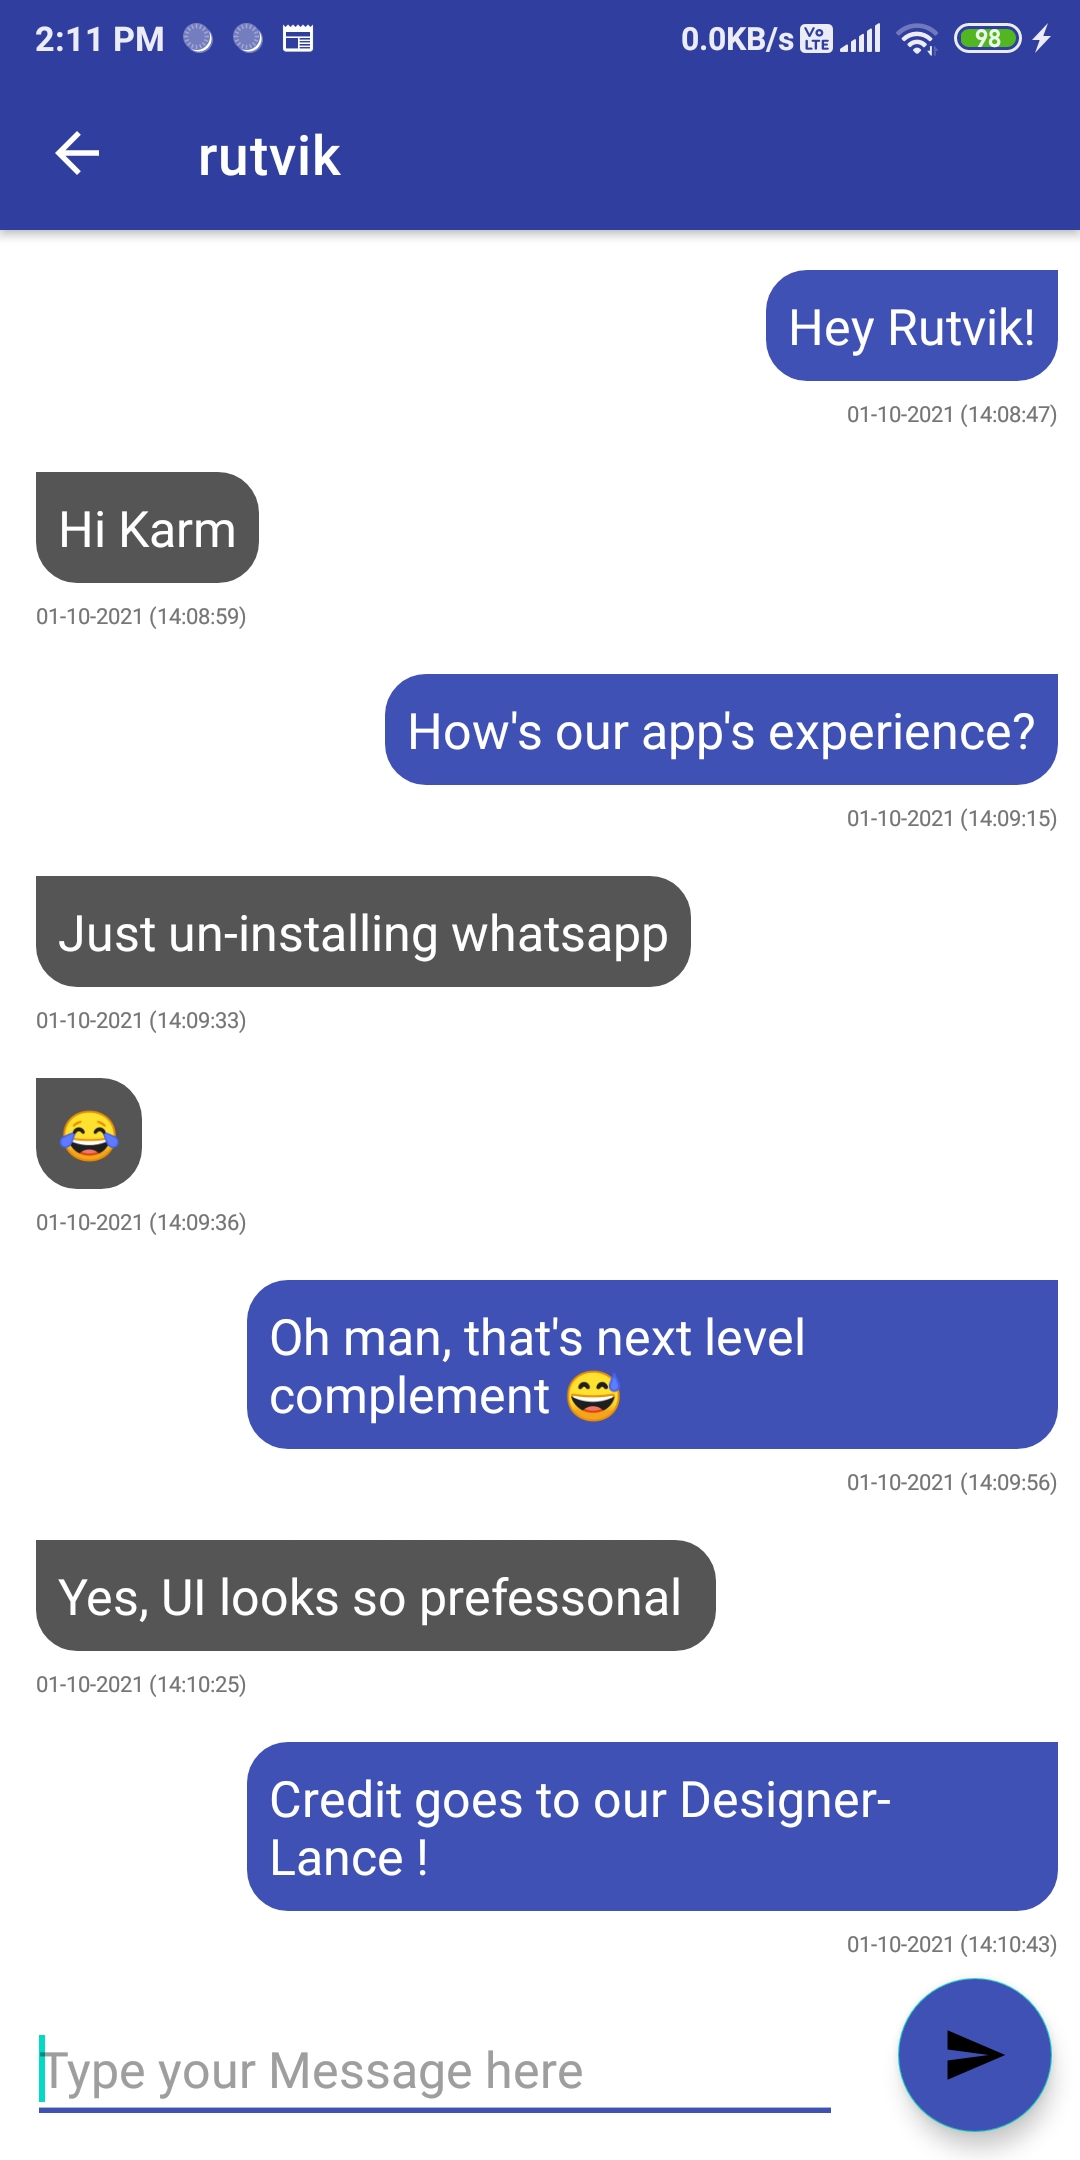 2:11 PM 0.0KB/s Vo LTE 98
rutvik
Hey Rutvik!
01-10-2021 (14:08:47)
Hi Karm
01-10-2021 (14:08:59)
How's our app's experience?
01-10-2021 (14:09:15)
Just un-installing whatsapp
01-10-2021 (14:09:33)
😂
01-10-2021 (14:09:36)
Oh man, that's next level
complement 😅
01-10-2021 (14:09:56)
Yes, UI looks so prefessonal
01-10-2021 (14:10:25)
Credit goes to our Designer-
Lance !
01-10-2021 (14:10:43)
Type your Message here